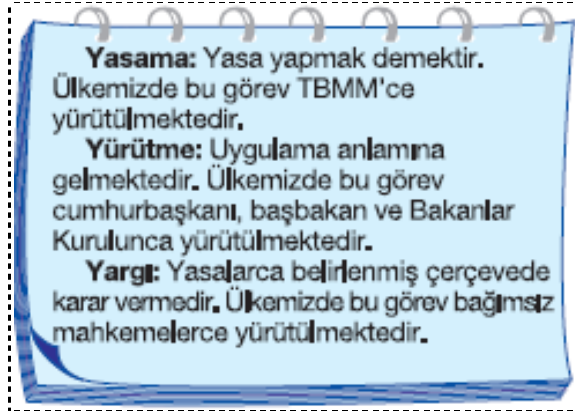 Yasama: Yasa yapmak demektir.
Ülkemizde bu görev TBMM'ce
yürütülmektedir.
Yürütme: Uygulama anlamına
gelmektedir. Ülkemizde bu görev
cumhurbaşkanı, başbakan ve Bakanlar
Kurulunca yürütülmektedir.
Yargı: Yasalarca belirlenmiş çerçevede
karar vermedir. Ülkemizde bu görev bağımsız
mahkemelerce yürütülmektedir.